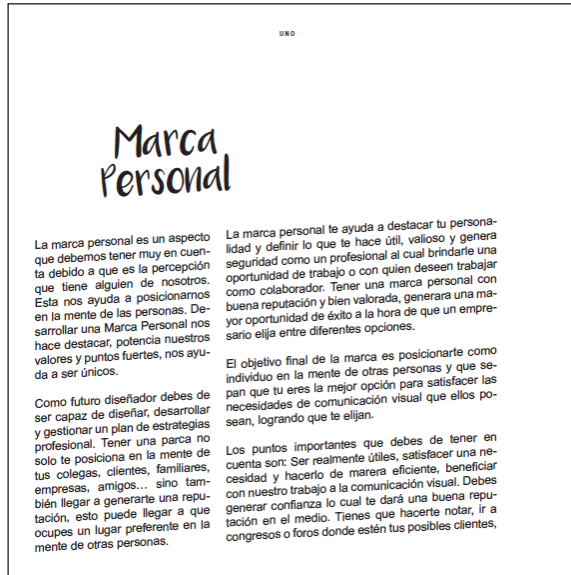 UNO
Marca
Personal
La marca personal es un aspecto
que debemos tener muy en cuen-
ta debido a que es la percepción
que tiene alguien de nosotros.
Esta nos ayuda a posicionarnos
en la mente de las personas. De-
sarrollar una Marca Personal nos
hace destacar, potencia nuestros
valores y puntos fuertes, nos ayu-
da a ser únicos.
Como futuro diseñador debes de
ser capaz de diseñar, desarrollar
y gestionar un plan de estrategias
profesional. Tener una parca no
solo te posiciona en la mente de
tus colegas, clientes, familiares,
empresas, amigos... sino tam-
bién llegar a generarte una repu-
tación, esto puede llegar a que
ocupes un lugar preferente en la
mente de otras personas.
La marca personal te ayuda a destacar tu persona-
lidad y definir lo que te hace útil, valioso y genera
seguridad como un profesional al cual brindarle una
oportunidad de trabajo o con quien deseen trabajar
como colaborador. Tener una marca personal con
buena reputación y bien valorada, generara una ma-
yor oportunidad de éxito a la hora de que un empre-
sario elija entre diferentes opciones.
El objetivo final de la marca es posicionarte como
individuo en la mente de otras personas y que se-
pan que tu eres la mejor opción para satisfacer las
necesidades de comunicación visual que ellos po-
sean, logrando que te elijan.
Los puntos importantes que debes de tener en
cuenta son: Ser realmente útiles, satisfacer una ne-
cesidad y hacerlo de marera eficiente, beneficiar
con nuestro trabajo a la comunicación visual. Debes
generar confianza lo cual te dará una buena repu-
tación en el medio. Tienes que hacerte notar, ir a
congresos o foros donde estén tus posibles clientes,